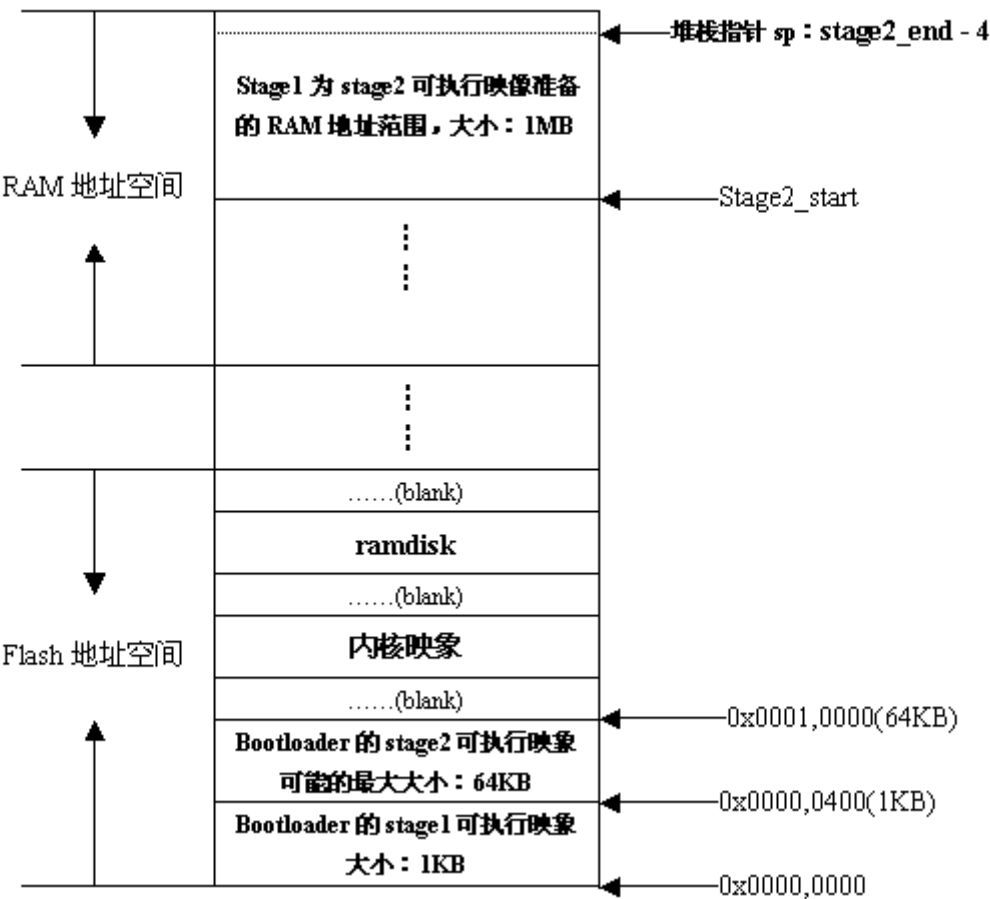 堆栈指针 sp：stage2_end - 4
Stage1 为 stage2 可执行映像准备
的 RAM 地址范围，大小：1MB
RAM 地址空间
Stage2_start
......(blank)
ramdisk
......(blank)
内核映象
Flash 地址空间
......(blank)
0x0001,0000(64KB)
Bootloader 的 stage2 可执行映象
可能的最大大小：64KB
0x0000,0400(1KB)
Bootloader 的 stage1 可执行映象
大小：1KB
0x0000,0000